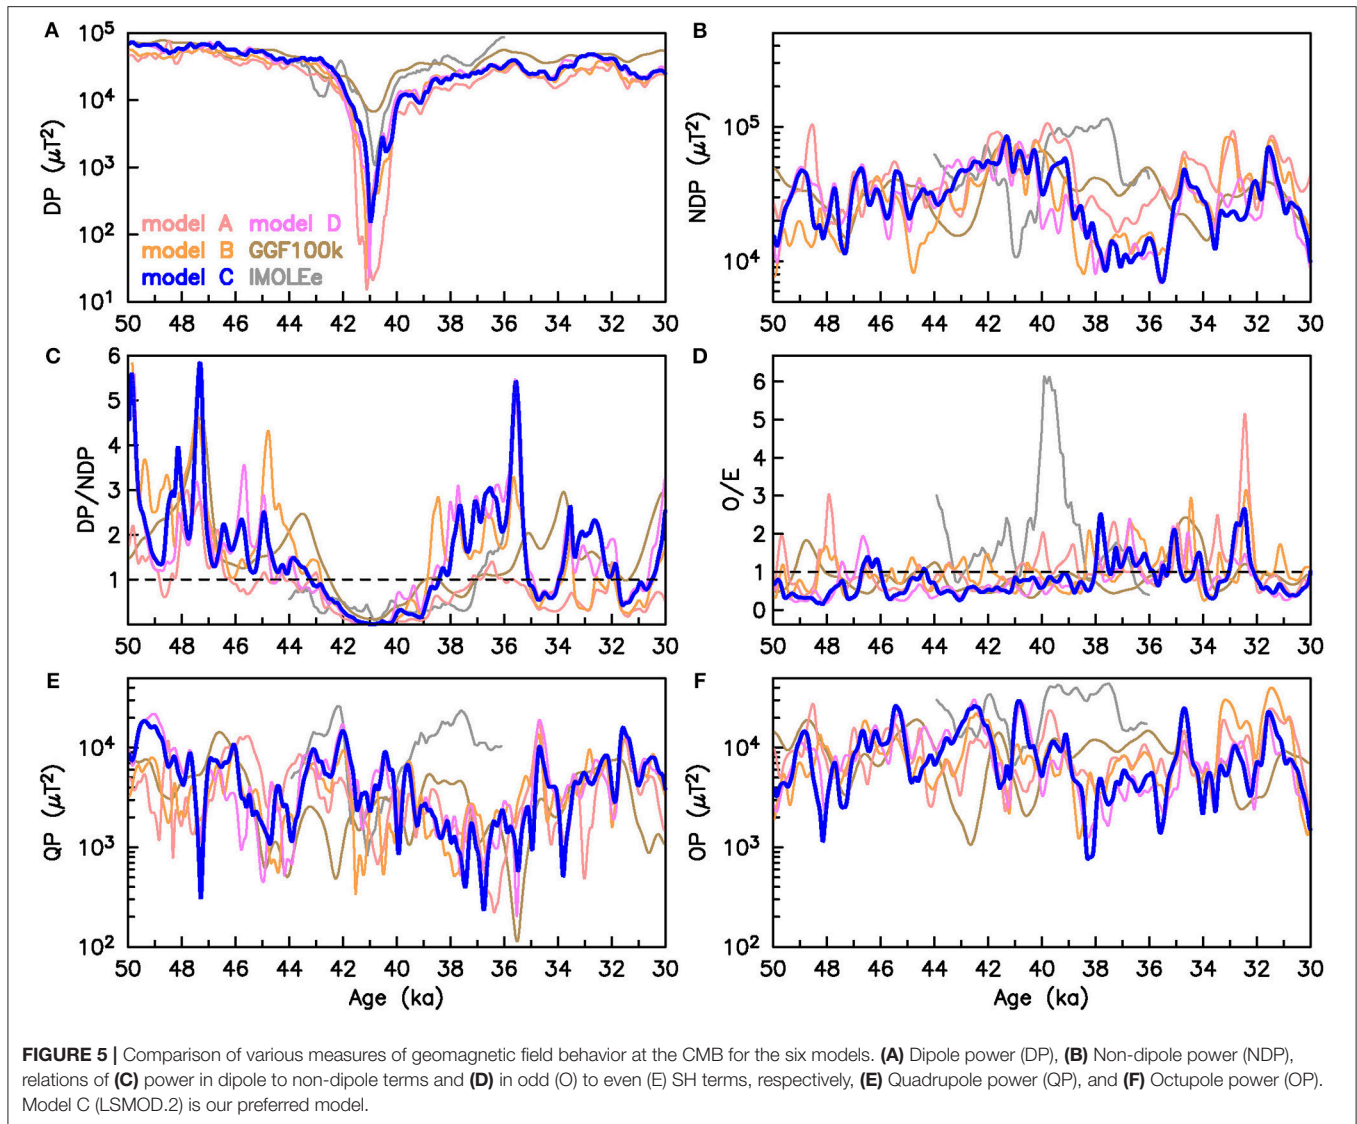 A
B
10⁵
10⁴
10³
10²
10¹
DP (μT²)
model A model D
model B GGF100k
model C IMOLEe
50 48 46 44 42 40 38 36 34 32 30
10⁵
10⁴
NDP (μT²)
50 48 46 44 42 40 38 36 34 32 30
C
D
6
5
4
3
2
1
DP/NDP
50 48 46 44 42 40 38 36 34 32 30
6
5
4
3
2
1
0
O/E
50 48 46 44 42 40 38 36 34 32 30
E
F
10⁴
10³
10²
QP (μT²)
50 48 46 44 42 40 38 36 34 32 30
Age (ka)
10⁴
10³
10²
OP (μT²)
50 48 46 44 42 40 38 36 34 32 30
Age (ka)
FIGURE 5 | Comparison of various measures of geomagnetic field behavior at the CMB for the six models. (A) Dipole power (DP), (B) Non-dipole power (NDP),
relations of (C) power in dipole to non-dipole terms and (D) in odd (O) to even (E) SH terms, respectively, (E) Quadrupole power (QP), and (F) Octupole power (OP).
Model C (LSMOD.2) is our preferred model.